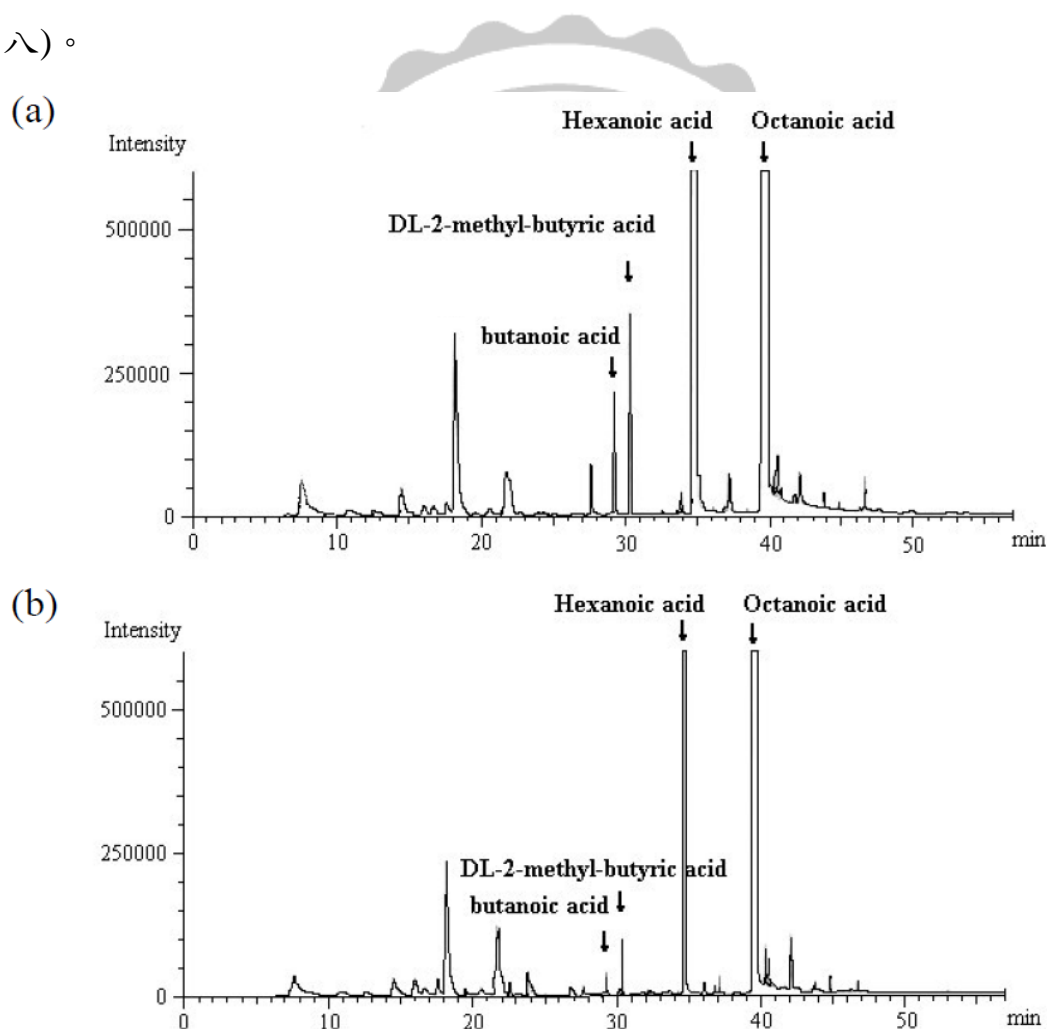 八)。
(a)
Hexanoic acid Octanoic acid
Intensity
500000
DL-2-methyl-butyric acid
butanoic acid
250000
0
0 10 20 30 40 50 min
(b)
Hexanoic acid Octanoic acid
Intensity
500000
250000
DL-2-methyl-butyric acid
butanoic acid
0
0 10 20 30 40 50 min